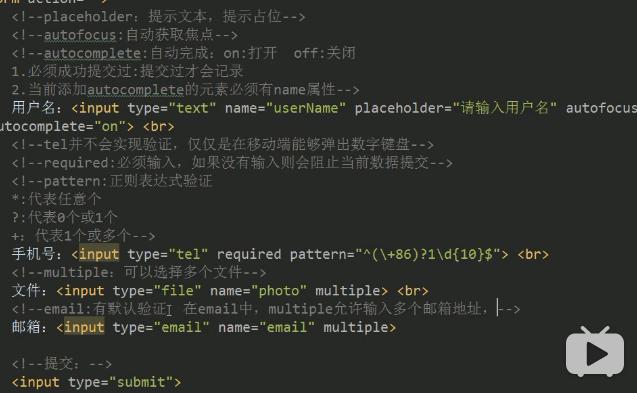 <!--placeholder：提示文本，提示占位-->
<!--autofocus:自动获取焦点-->
<!--autocomplete:自动完成：on:打开 off:关闭
1.必须成功提交过:提交过才会记录
2.当前添加autocomplete的元素必须有name属性-->
用户名：<input type="text" name="userName" placeholder="请输入用户名" autofocus
utocomplete="on"> <br>
<!--tel并不会实现验证，仅仅是在移动端能够弹出数字键盘-->
<!--required:必须输入，如果没有输入则会阻止当前数据提交-->
<!--pattern:正则表达式验证
*:代表任意个
?:代表0个或1个
+：代表1个或多个-->
手机号：<input type="tel" required pattern="^(\+86)?1\d{10}$"> <br>
<!--multiple：可以选择多个文件-->
文件：<input type="file" name="photo" multiple> <br>
<!--email:有默认验证 在email中，multiple允许输入多个邮箱地址，-->
邮箱：<input type="email" name="email" multiple>
<!--提交：-->
<input type="submit">